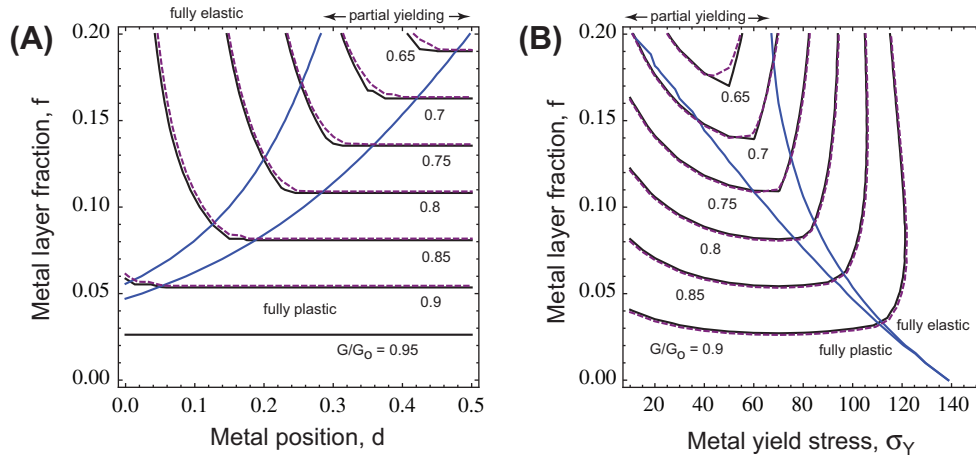 (A)
fully elastic
partial yielding
0.20
0.15
0.10
0.05
0.00
Metal layer fraction, f
0.65
0.7
0.75
0.8
0.85
0.9
fully plastic
G/Go = 0.95
0.0 0.1 0.2 0.3 0.4 0.5
Metal position, d
(B)
partial yielding
0.20
0.15
0.10
0.05
0.00
Metal layer fraction, f
0.65
0.7
0.75
0.8
0.85
G/Go = 0.9
fully elastic
fully plastic
20 40 60 80 100 120 140
Metal yield stress, σY